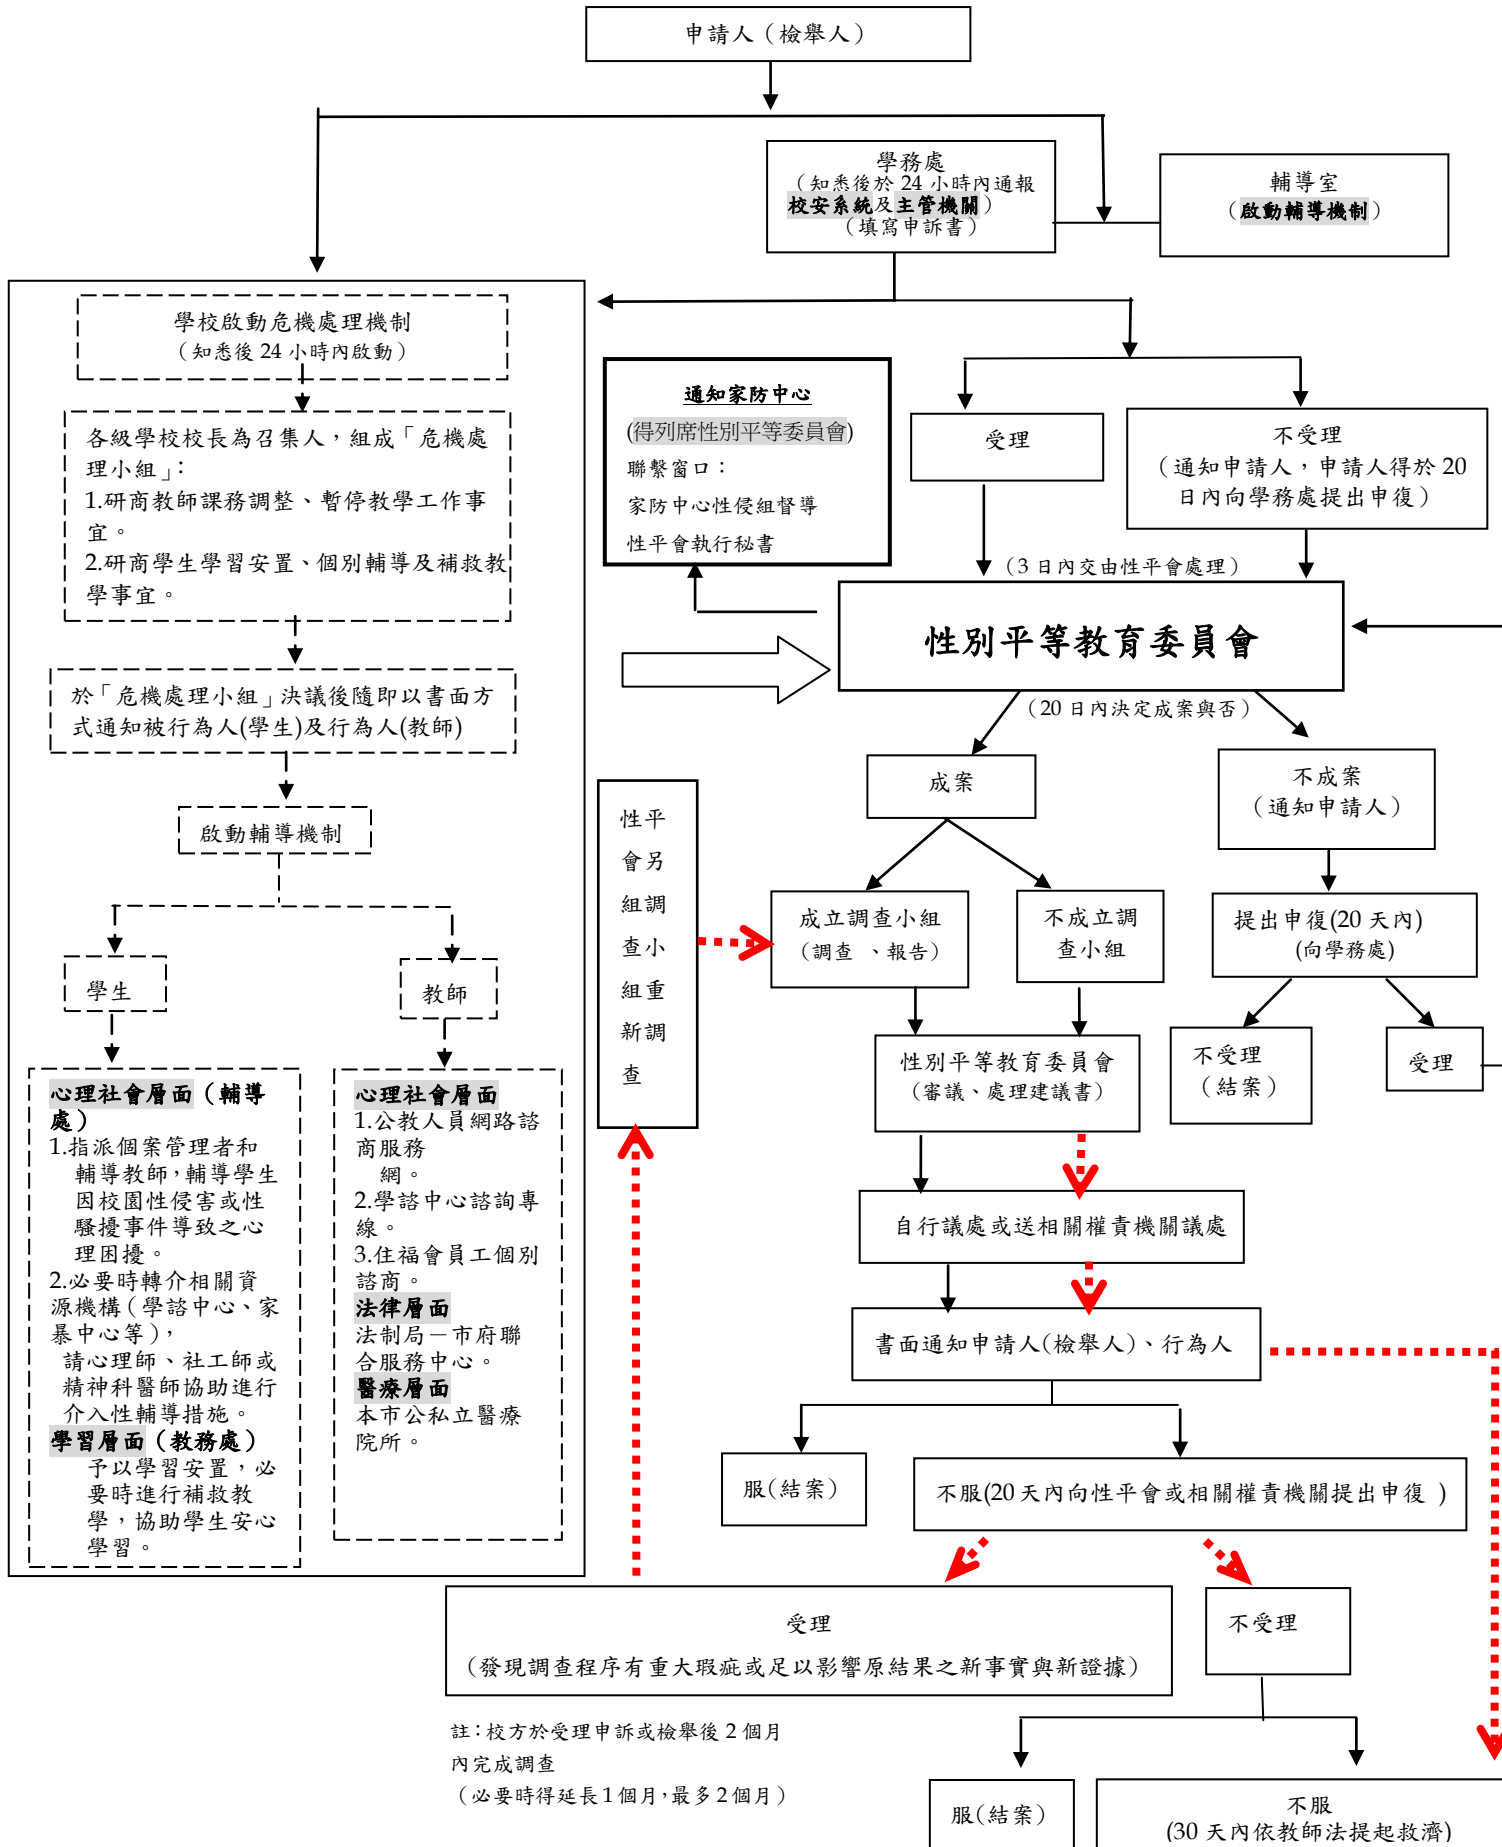 申請人（檢舉人）
學務處
（知悉後於 24 小時內通報
校安系統及主管機關）
（填寫申訴書）
輔導室
（啟動輔導機制）
學校啟動危機處理機制
（知悉後 24 小時內啟動）
各級學校校長為召集人，組成「危機處
理小組」：
1.研商教師課務調整、暫停教學工作事
宜。
2.研商學生學習安置、個別輔導及補救教
學事宜。
於「危機處理小組」決議後隨即以書面方
式通知被行為人(學生)及行為人(教師)
啟動輔導機制
學生
教師
心理社會層面（輔導
處）
1.指派個案管理者和
輔導教師，輔導學生
因校園性侵害或性
騷擾事件導致之心
理困擾。
2.必要時轉介相關資
源機構（學諮中心、家
暴中心等），
請心理師、社工師或
精神科醫師協助進行
介入性輔導措施。
學習層面（教務處）
予以學習安置，必
要時進行補救教
學，協助學生安心
學習。
心理社會層面
1.公教人員網路諮
商服務
網。
2.學諮中心諮詢專
線。
3.住福會員工個別
諮商。
法律層面
法制局－市府聯
合服務中心。
醫療層面
本市公私立醫療
院所。
通知家防中心
(得列席性別平等委員會)
聯繫窗口：
家防中心性侵組督導
性平會執行秘書
受理
不受理
（通知申請人，申請人得於 20
日內向學務處提出申復）
（3 日內交由性平會處理）
性別平等教育委員會
（20 日內決定成案與否）
成案
不成案
（通知申請人）
性平
會另
組調
查小
組重
新調
查
成立調查小組
（調查 、報告）
不成立調
查小組
提出申復(20 天內)
(向學務處)
性別平等教育委員會
（審議、處理建議書）
不受理
（結案）
受理
自行議處或送相關權責機關議處
書面通知申請人(檢舉人)、行為人
服(結案）
不服(20 天內向性平會或相關權責機關提出申復 ）
受理
（發現調查程序有重大瑕疵或足以影響原結果之新事實與新證據）
不受理
註：校方於受理申訴或檢舉後 2 個月
內完成調查
（必要時得延長 1 個月，最多 2 個月）
服(結案）
不服
(30 天內依教師法提起救濟)